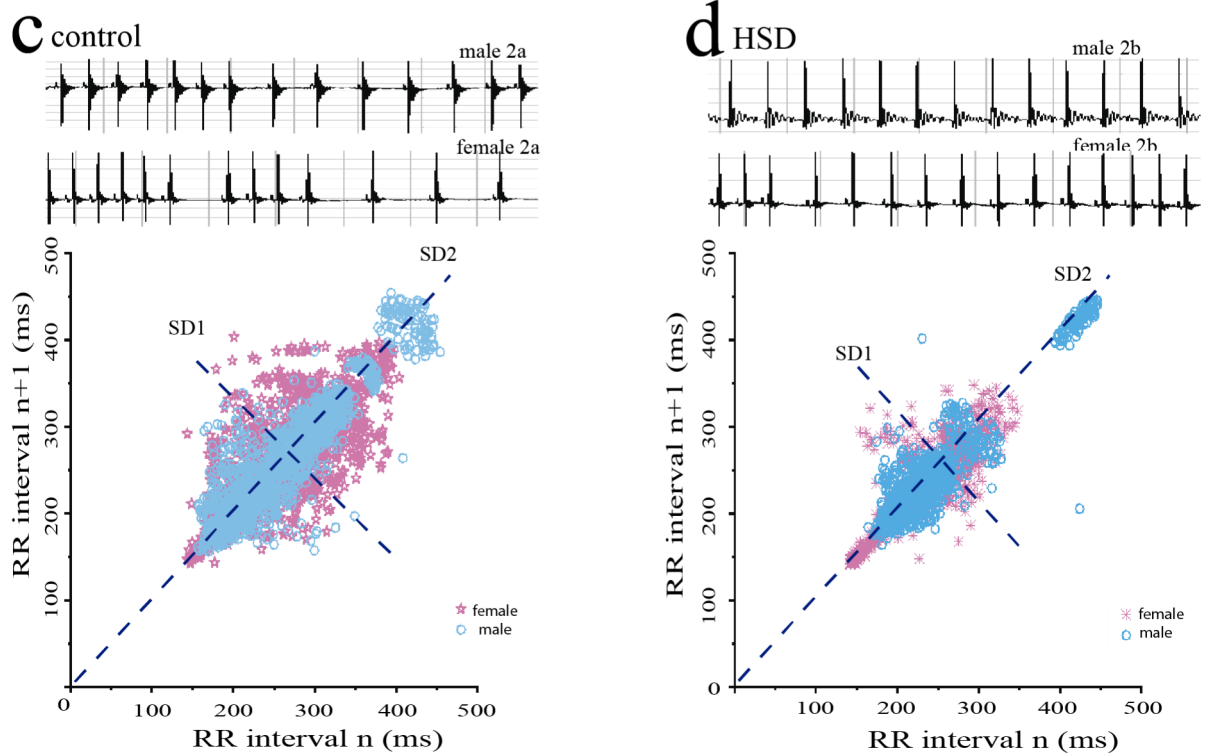 c control
male 2a
female 2a
500
400
300
200
100
RR interval n+1 (ms)
SD1
SD2
female
male
0
100
200
300
400
500
RR interval n (ms)
d HSD
male 2b
female 2b
500
400
300
200
100
0
RR interval n+1 (ms)
SD1
SD2
female
male
100
200
300
400
500
RR interval n (ms)